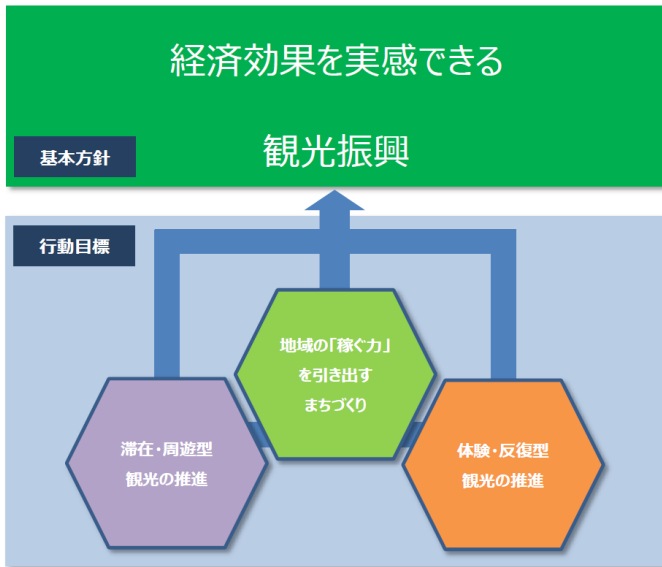 経済効果を実感できる
観光振興
基本方針
行動目標
地域の「稼ぐ力」
を引き出す
まちづくり
滞在・周遊型
観光の推進
体験・反復型
観光の推進